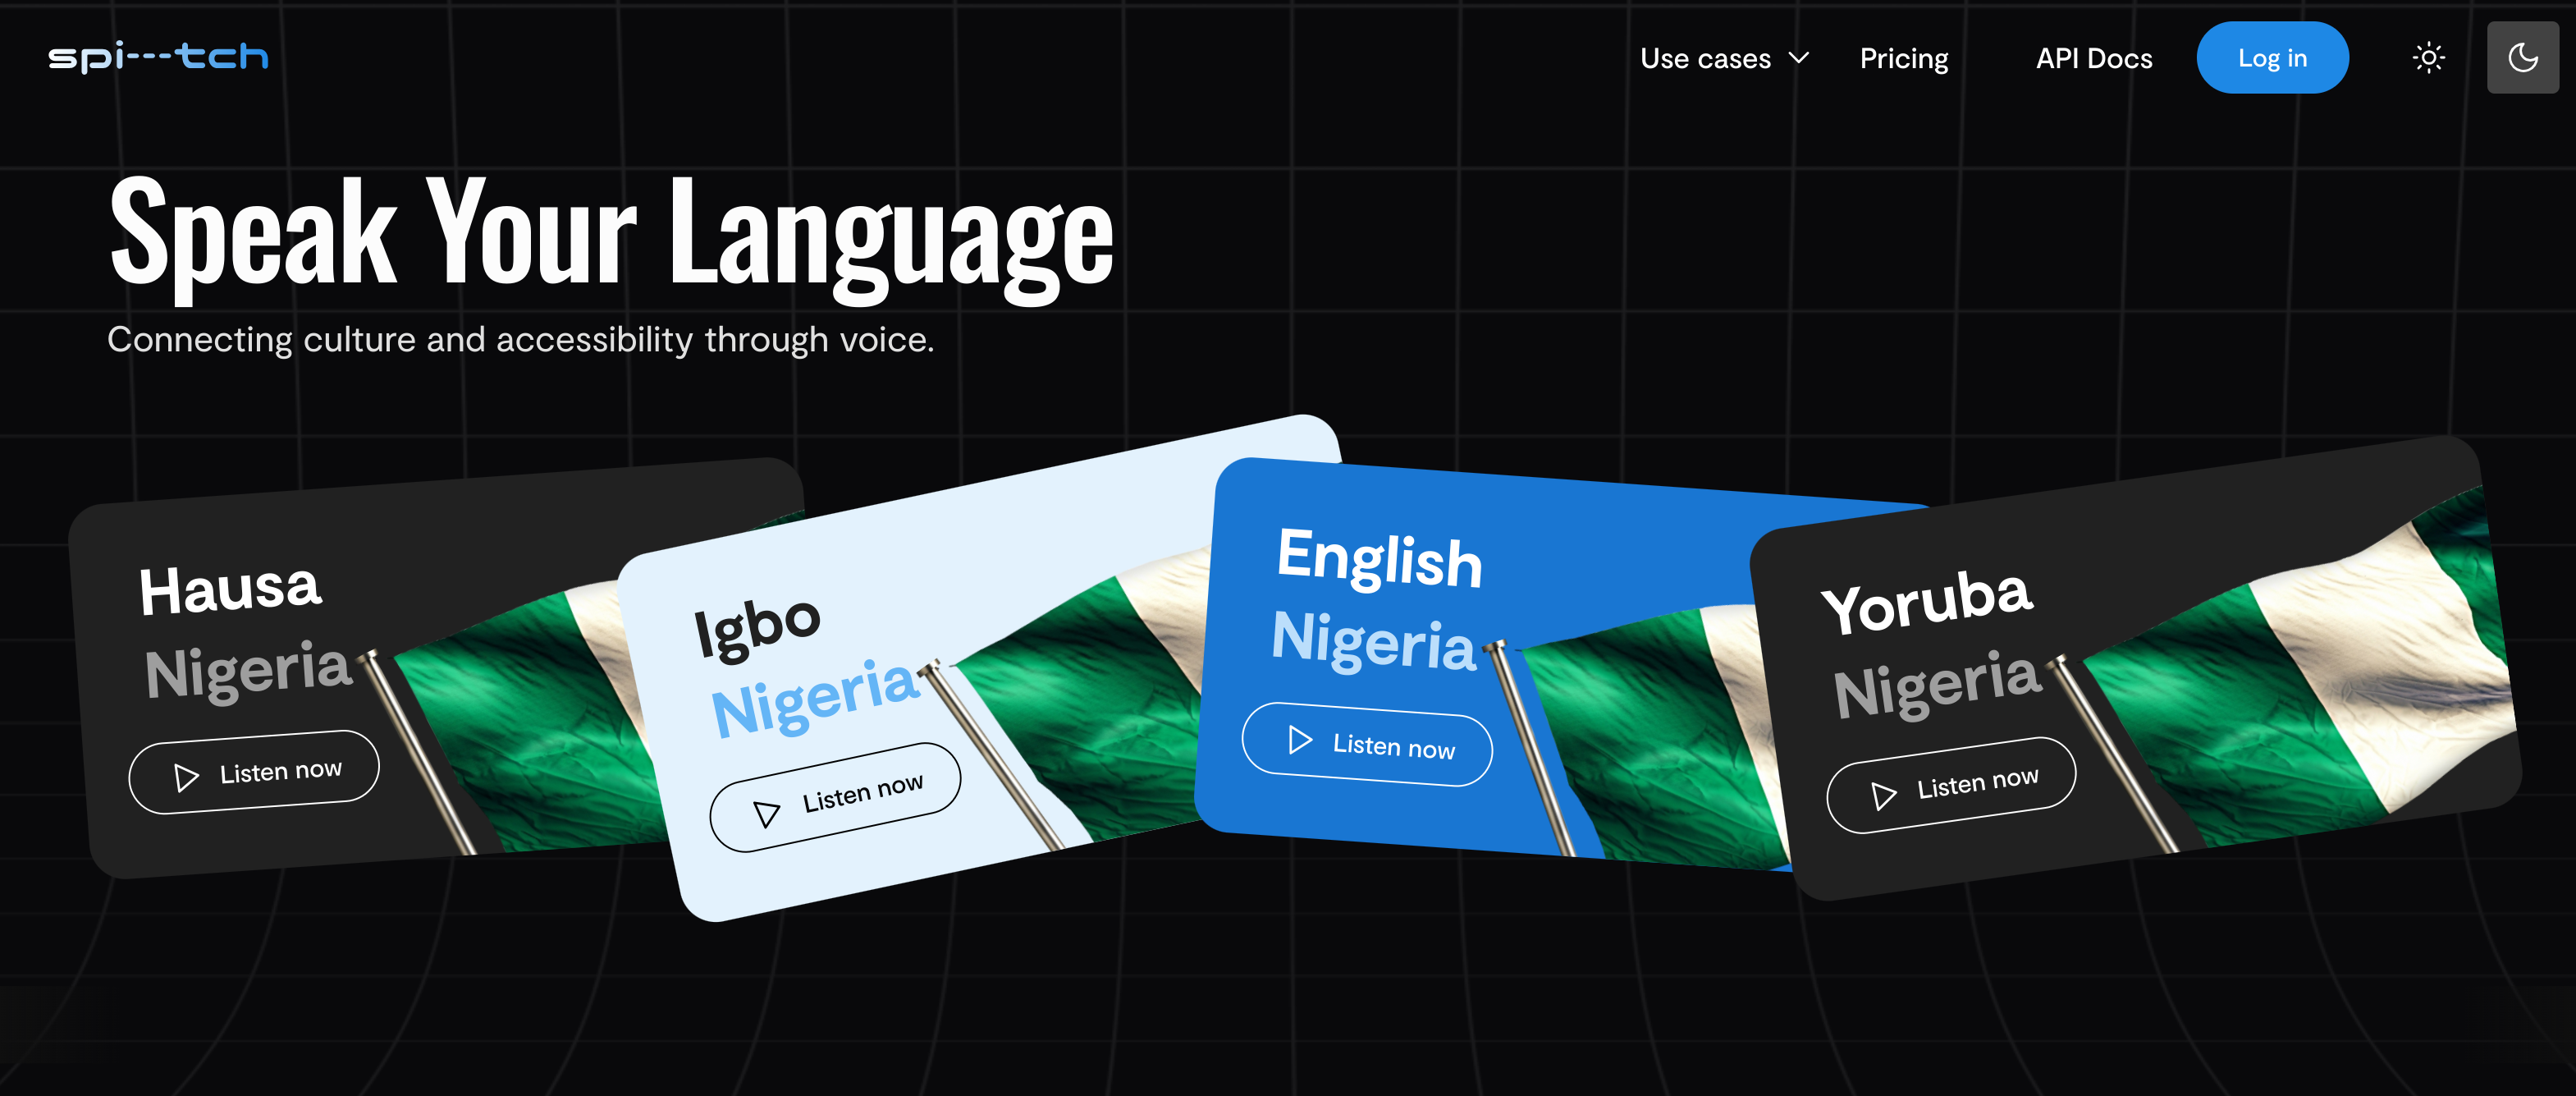 spi---tch
Use cases
Pricing
API Docs
Log in
Speak Your Language
Connecting culture and accessibility through voice.
Hausa
Nigeria
Listen now
Igbo
Nigeria
Listen now
English
Nigeria
Listen now
Yoruba
Nigeria
Listen now